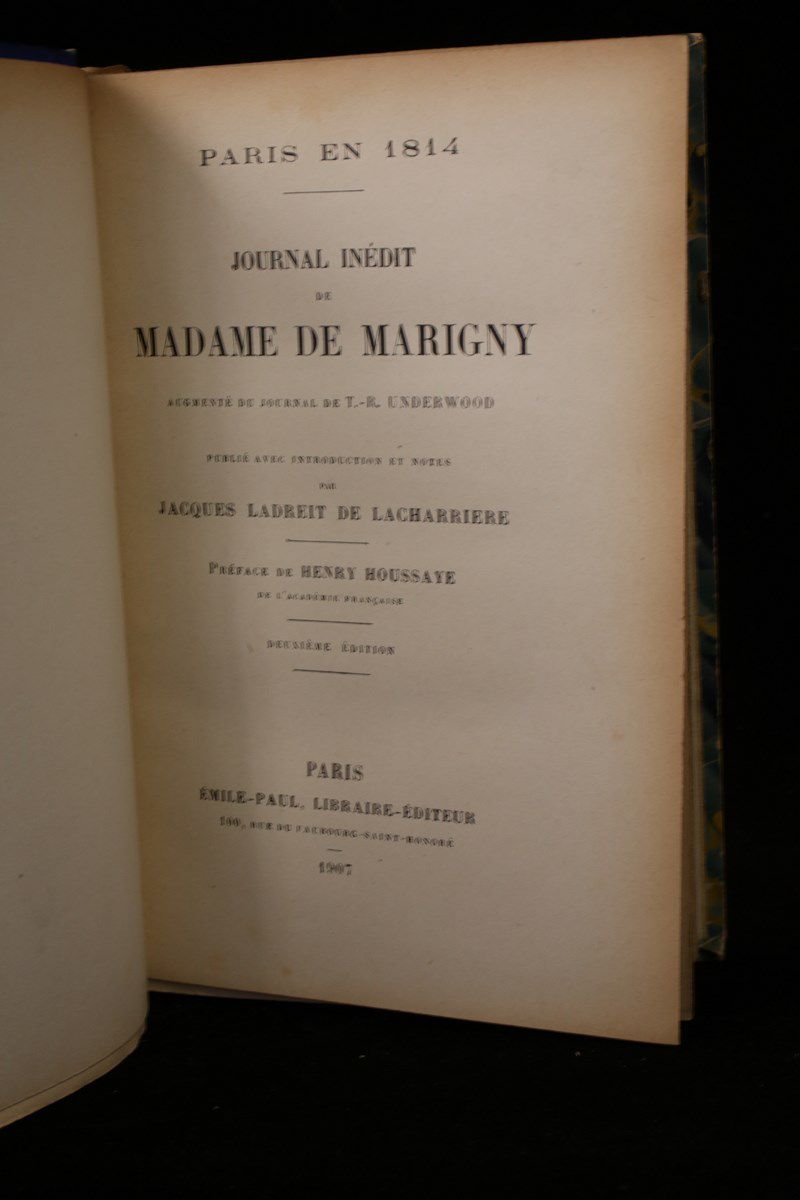 PARIS EN 1814
JOURNAL INÉDIT
DE
MADAME DE MARIGNY
AUGMENTÉ DU JOURNAL DE T.-R. UNDERWOOD
PUBLIÉ AVEC INTRODUCTION ET NOTES
PAR
JACQUES LADREIT DE LACHARRIERE
PRÉFACE DE HENRY HOUSSAYE
DE L'ACADÉMIE FRANÇAISE
DEUXIÈME ÉDITION
PARIS
ÉMILE-PAUL, LIBRAIRE-ÉDITEUR
100, RUE DU FAUBOURG-SAINT-HONORÉ
1907